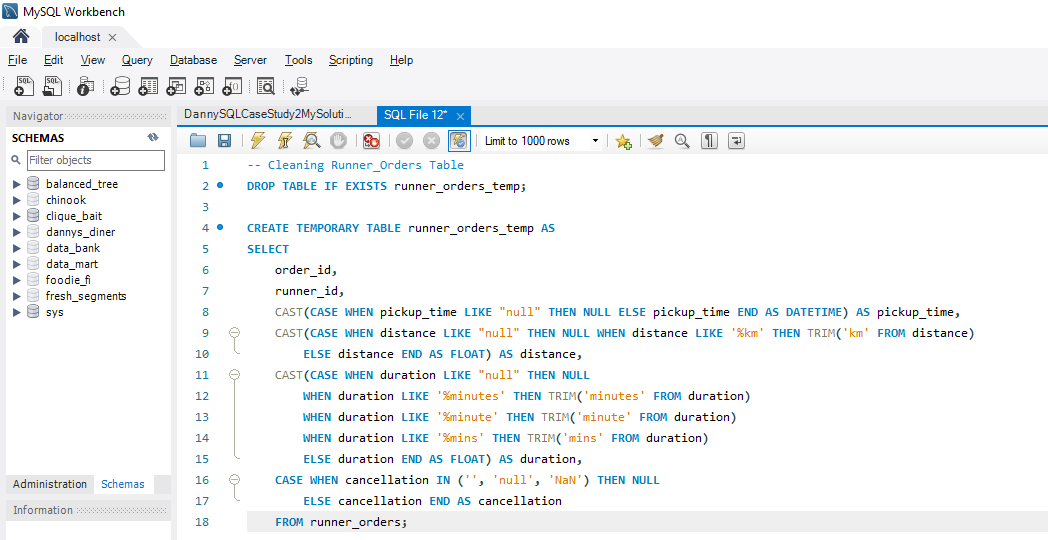 MySQL Workbench
localhost
File Edit View Query Database Server Tools Scripting Help
Navigator
SCHEMAS
Filter objects
balanced_tree
chinook
clique_bait
dannys_diner
data_bank
data_mart
foodie_fi
fresh_segments
sys
Administration Schemas
Information
DannySQLCaseStudy2MySoluti... SQL File 12*
Limit to 1000 rows
1 -- Cleaning Runner_Orders Table
2 DROP TABLE IF EXISTS runner_orders_temp;
3
4 CREATE TEMPORARY TABLE runner_orders_temp AS
5 SELECT
6 order_id,
7 runner_id,
8 CAST(CASE WHEN pickup_time LIKE "null" THEN NULL ELSE pickup_time END AS DATETIME) AS pickup_time,
9 CAST(CASE WHEN distance LIKE "null" THEN NULL WHEN distance LIKE '%km' THEN TRIM('km' FROM distance)
10 ELSE distance END AS FLOAT) AS distance,
11 CAST(CASE WHEN duration LIKE "null" THEN NULL
12 WHEN duration LIKE '%minutes' THEN TRIM('minutes' FROM duration)
13 WHEN duration LIKE '%minute' THEN TRIM('minute' FROM duration)
14 WHEN duration LIKE '%mins' THEN TRIM('mins' FROM duration)
15 ELSE duration END AS FLOAT) AS duration,
16 CASE WHEN cancellation IN ('', 'null', 'NaN') THEN NULL
17 ELSE cancellation END AS cancellation
18 FROM runner_orders;